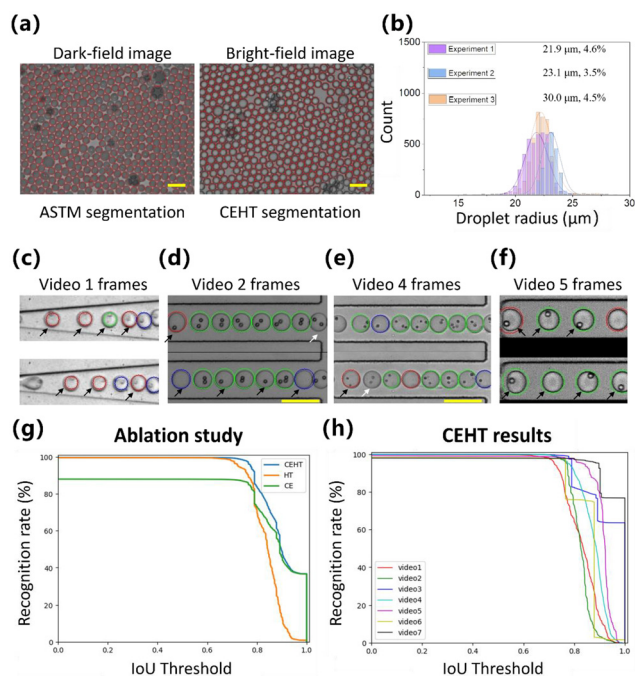 (a)
Dark-field image
Bright-field image
ASTM segmentation
CEHT segmentation
(b)
1500
1000
500
0
Count
Experiment 1
21.9 μm, 4.6%
Experiment 2
23.1 μm, 3.5%
Experiment 3
30.0 μm, 4.5%
15
20
25
30
Droplet radius (μm)
(c)
Video 1 frames
(d)
Video 2 frames
(e)
Video 4 frames
(f)
Video 5 frames
(g)
Ablation study
100
80
60
40
20
0
Recognition rate (%)
CEHT
HT
CE
0.0
0.2
0.4
0.6
0.8
1.0
IoU Threshold
(h)
CEHT results
100
80
60
40
20
0
Recognition rate (%)
video1
video2
video3
video4
video5
video6
video7
0.0
0.2
0.4
0.6
0.8
1.0
IoU Threshold